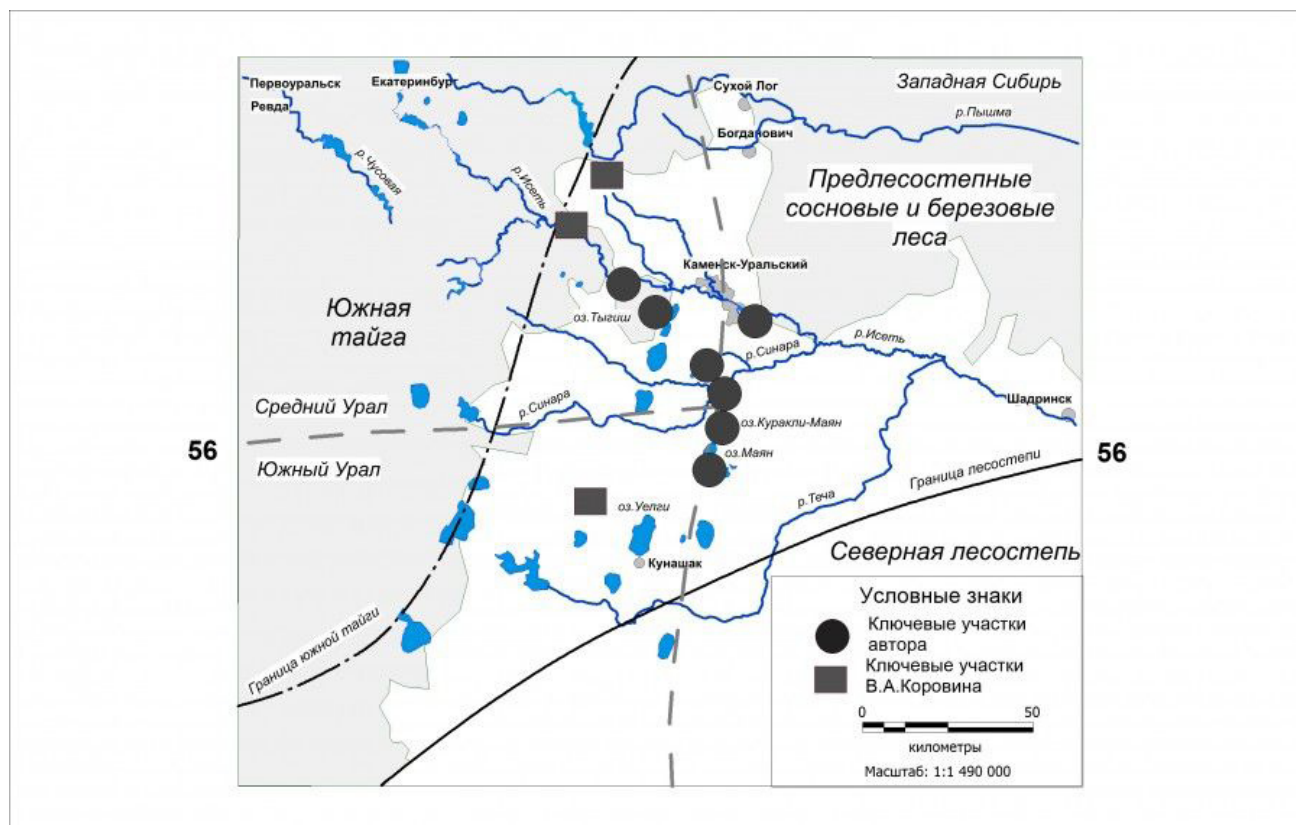 Первоуральск
Екатеринбург
Сухой Лог
Западная Сибирь
Ревда
р.Пышма
Богданович
р.Чусовая
р.Исеть
Предлесостепные
сосновые и березовые
леса
Каменск-Уральский
Южная
тайга
оз.Тыгиш
р.Синара
р.Исеть
Средний Урал
р.Синара
Шадринск
оз.Куракли-Маян
56
56
оз.Маян
Южный Урал
Граница лесостепи
оз.Уелги
р.Теча
Северная лесостепь
Кунашак
Граница южной тайги
Условные знаки
Ключевые участки
автора
Ключевые участки
В.А.Коровина
0 50
километры
Масштаб: 1:1 490 000